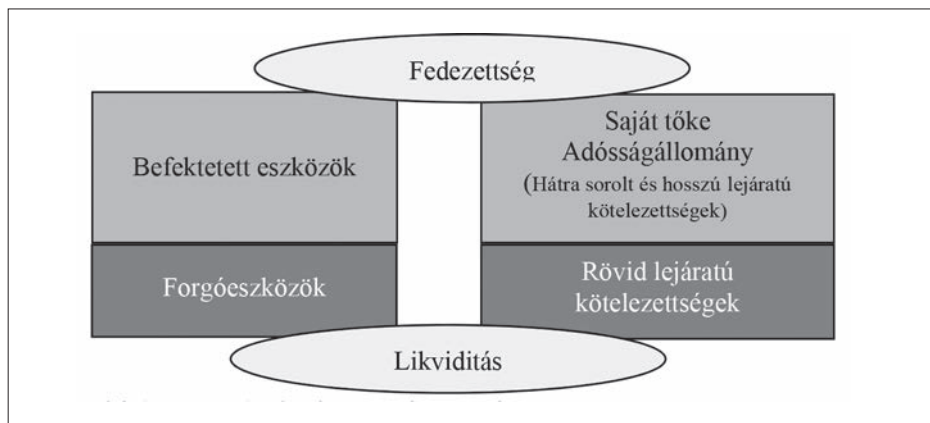 Fedezettség
Befektetett eszközök
Saját tőke
Adósságállomány
(Hátra sorolt és hosszú lejáratú
kötelezettségek)
Forgóeszközök
Rövid lejáratú
kötelezettségek
Likviditás